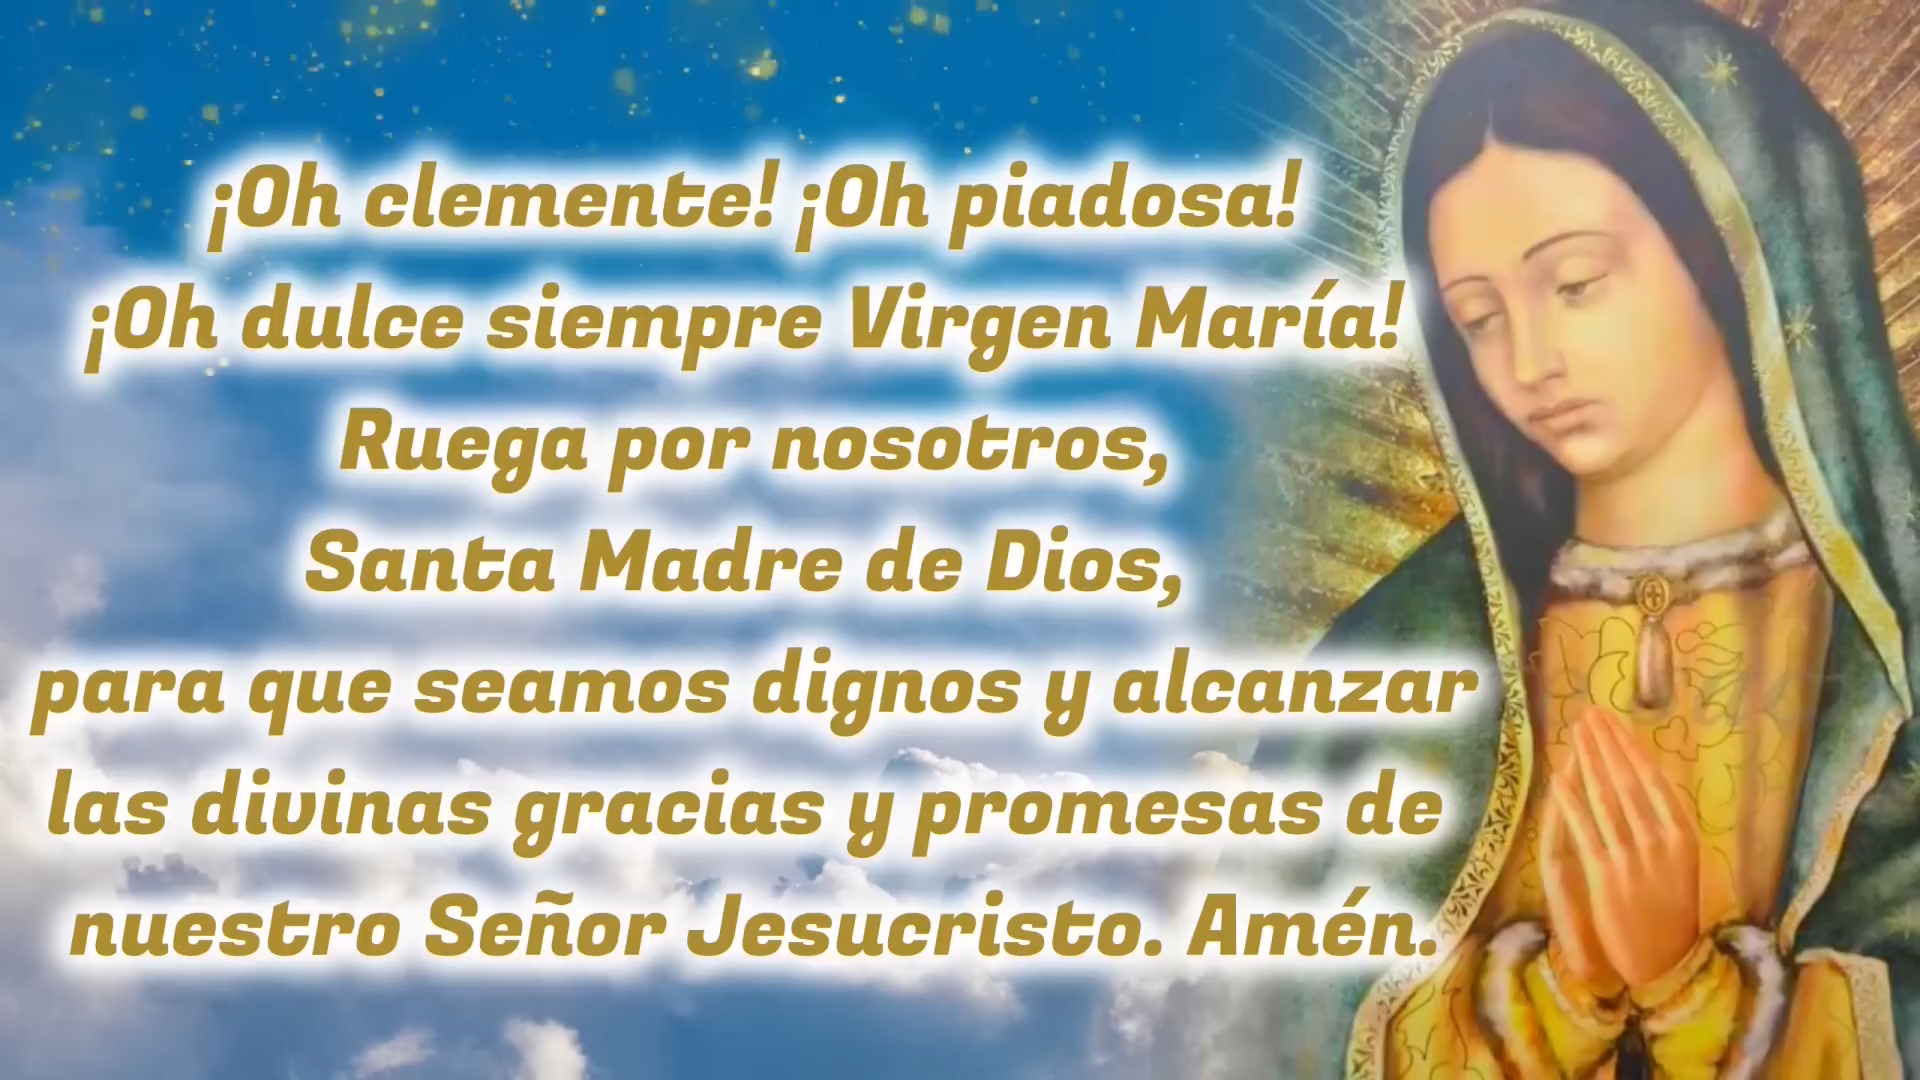 ¡Oh clemente! ¡Oh piadosa!
¡Oh dulce siempre Virgen María!
Ruega por nosotros,
Santa Madre de Dios,
para que seamos dignos y alcanzar
las divinas gracias y promesas de
nuestro Señor Jesucristo. Amén.